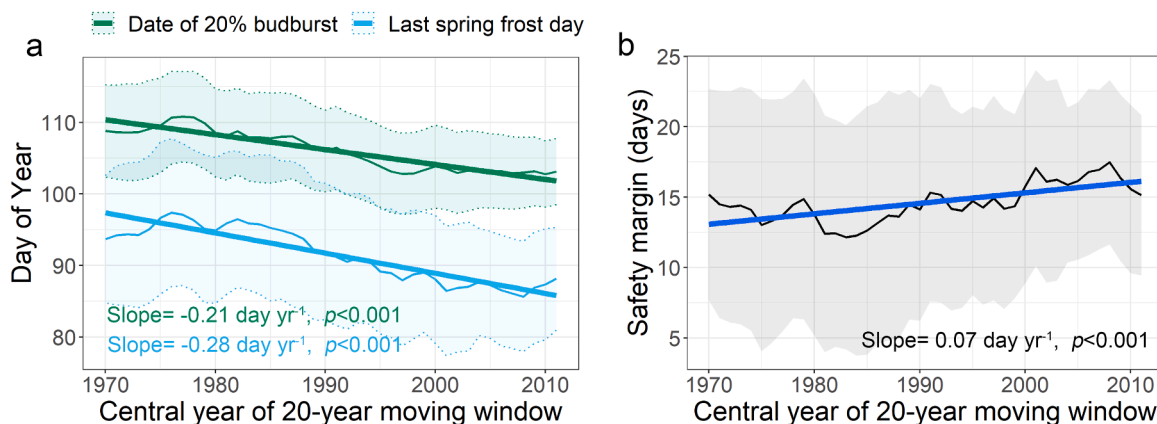 Date of 20% budburst Last spring frost day
a
Day of Year
110
100
90
80
Slope= -0.21 day yr⁻¹, p<0.001
Slope= -0.28 day yr⁻¹, p<0.001
1970 1980 1990 2000 2010
Central year of 20-year moving window
b
Safety margin (days)
25
20
15
10
5
Slope= 0.07 day yr⁻¹, p<0.001
1970 1980 1990 2000 2010
Central year of 20-year moving window